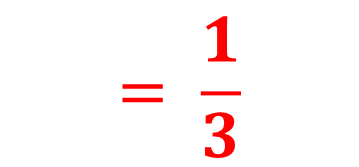 = 1/3